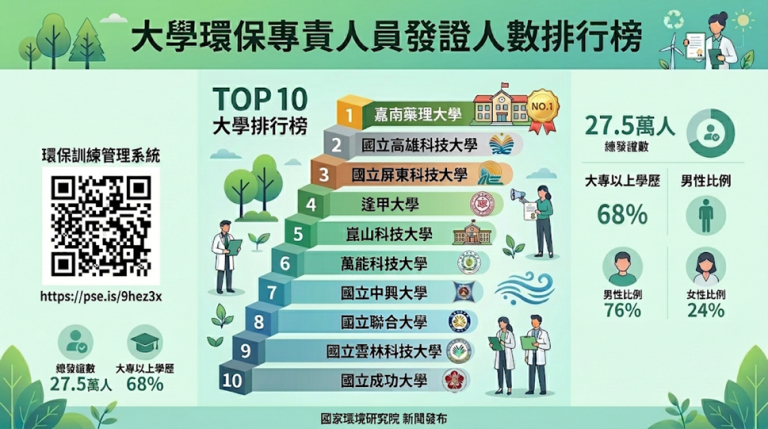 大學環保專責人員發證人數排行榜
環保訓練管理系統
https://pse.is/9hez3x
總發證數
27.5萬人
大專以上學歷
68%
TOP 10
大學排行榜
1 嘉南藥理大學 NO.1
2 國立高雄科技大學
3 國立屏東科技大學
4 逢甲大學
5 崑山科技大學
6 萬能科技大學
7 國立中興大學
8 國立聯合大學
9 國立雲林科技大學
10 國立成功大學
27.5萬人
總發證數
大專以上學歷
68%
男性比例
男性比例
76%
女性比例
24%
國家環境研究院 新聞發布